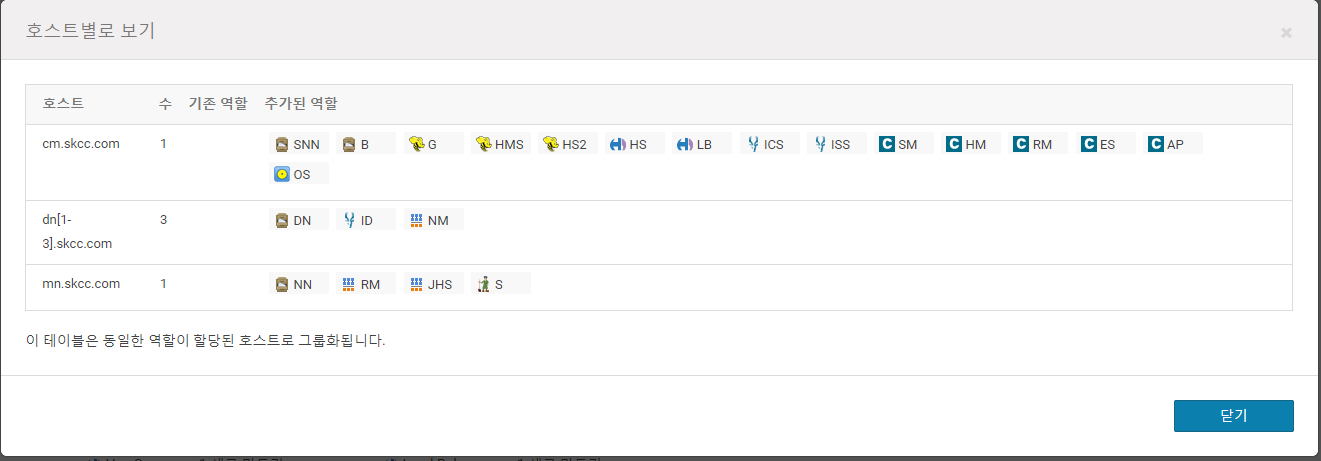 호스트별로 보기
×
호스트 수 기존 역할 추가된 역할
cm.skcc.com 1 SNN B G HMS HS2 HS LB ICS ISS C SM C HM C RM C ES C AP
OS
dn[1- 3 DN ID NM
3].skcc.com
mn.skcc.com 1 NN RM JHS S
이 테이블은 동일한 역할이 할당된 호스트로 그룹화됩니다.
닫기